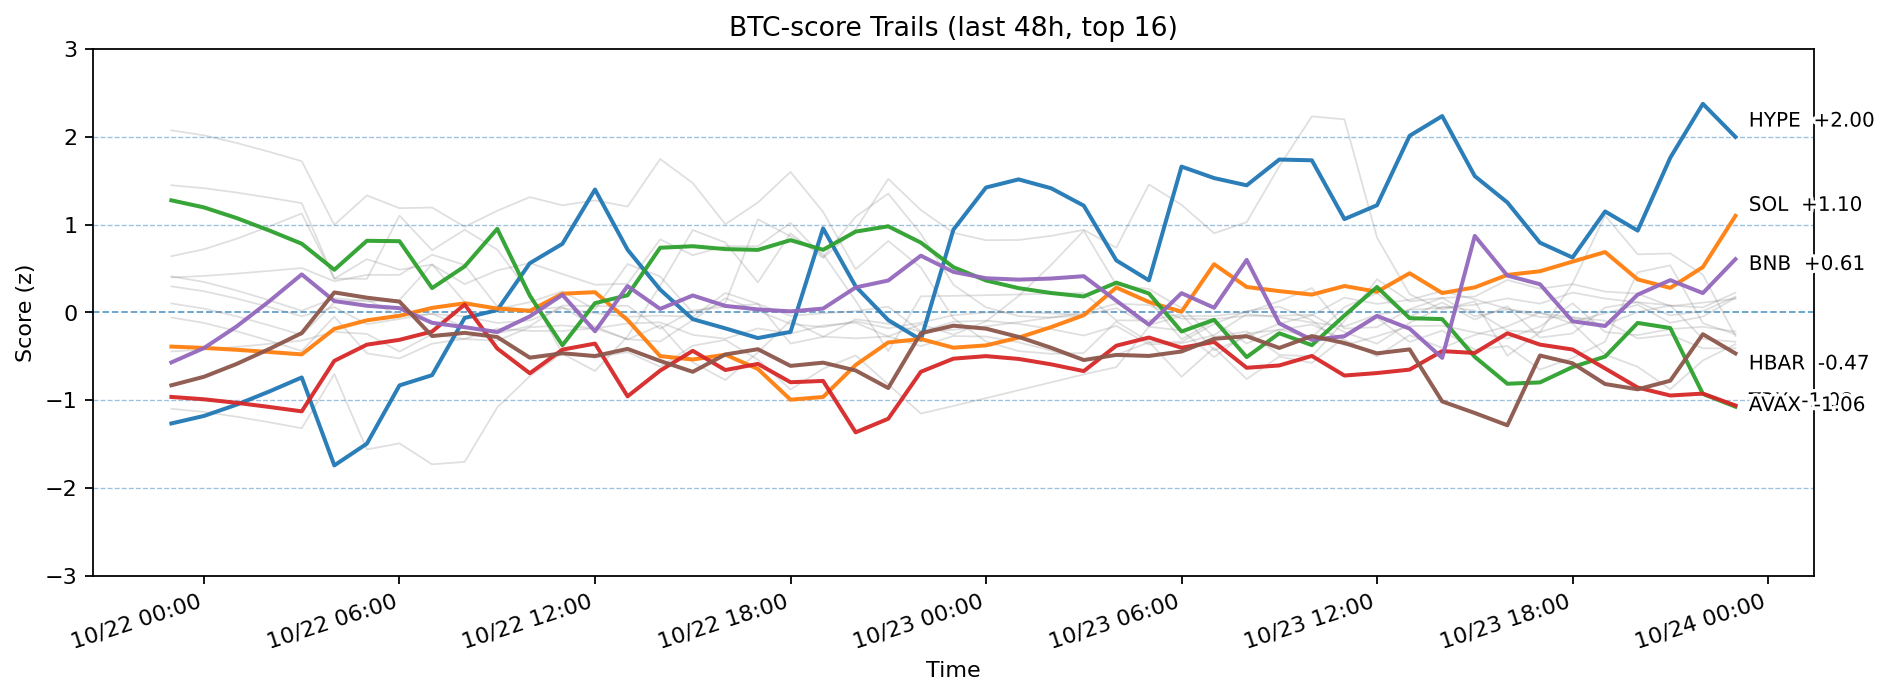 BTC-score Trails (last 48h, top 16)
Score (z)
3
2
1
0
−1
−2
−3
HYPE +2.00
SOL +1.10
BNB +0.61
HBAR -0.47
AVAX -1.06
10/22 00:00
10/22 06:00
10/22 12:00
10/22 18:00
10/23 00:00
10/23 06:00
10/23 12:00
10/23 18:00
10/24 00:00
Time